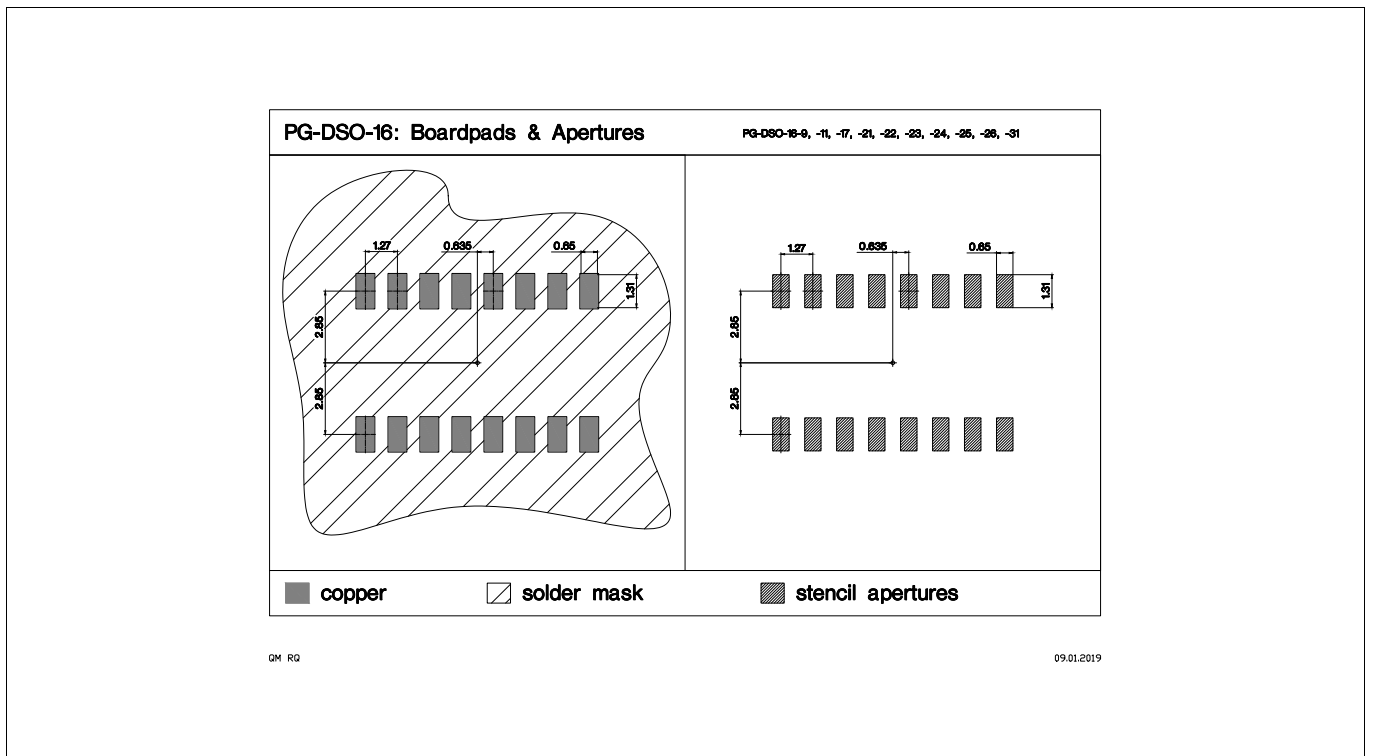 PG-DSO-16: Boardpads & Apertures
PG-DSO-16-9, -11, -17, -21, -22, -23, -24, -25, -26, -31
1.27
0.635
0.65
1.31
2.85
2.85
1.27
0.635
0.65
1.31
2.85
2.85
copper
solder mask
stencil apertures
QM RQ
09.01.2019